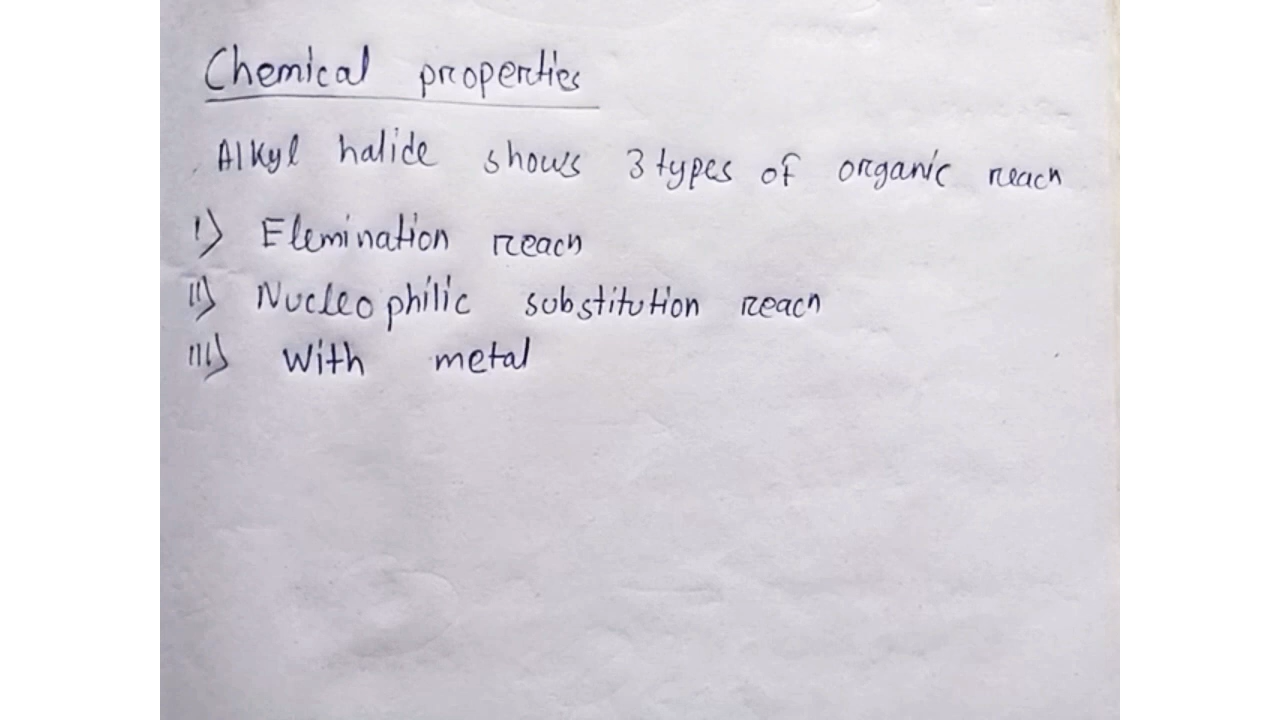 Chemical properties
Alkyl halide shows 3 types of organic reacn
I) Elemination reacn
II) Nucleophilic substitution reacn
III) With metal